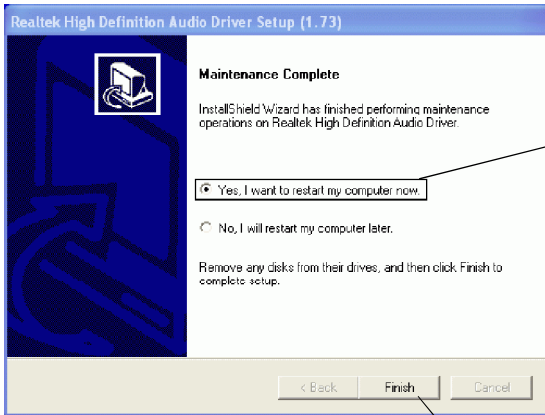 Realtek High Definition Audio Driver Setup (1.73)
Maintenance Complete
InstallShield Wizard has finished performing maintenance
operations on Realtek High Definition Audio Driver.
Yes, I want to restart my computer now.
No, I will restart my computer later.
Remove any disks from their drives, and then click Finish to
complete setup.
< Back
Finish
Cancel